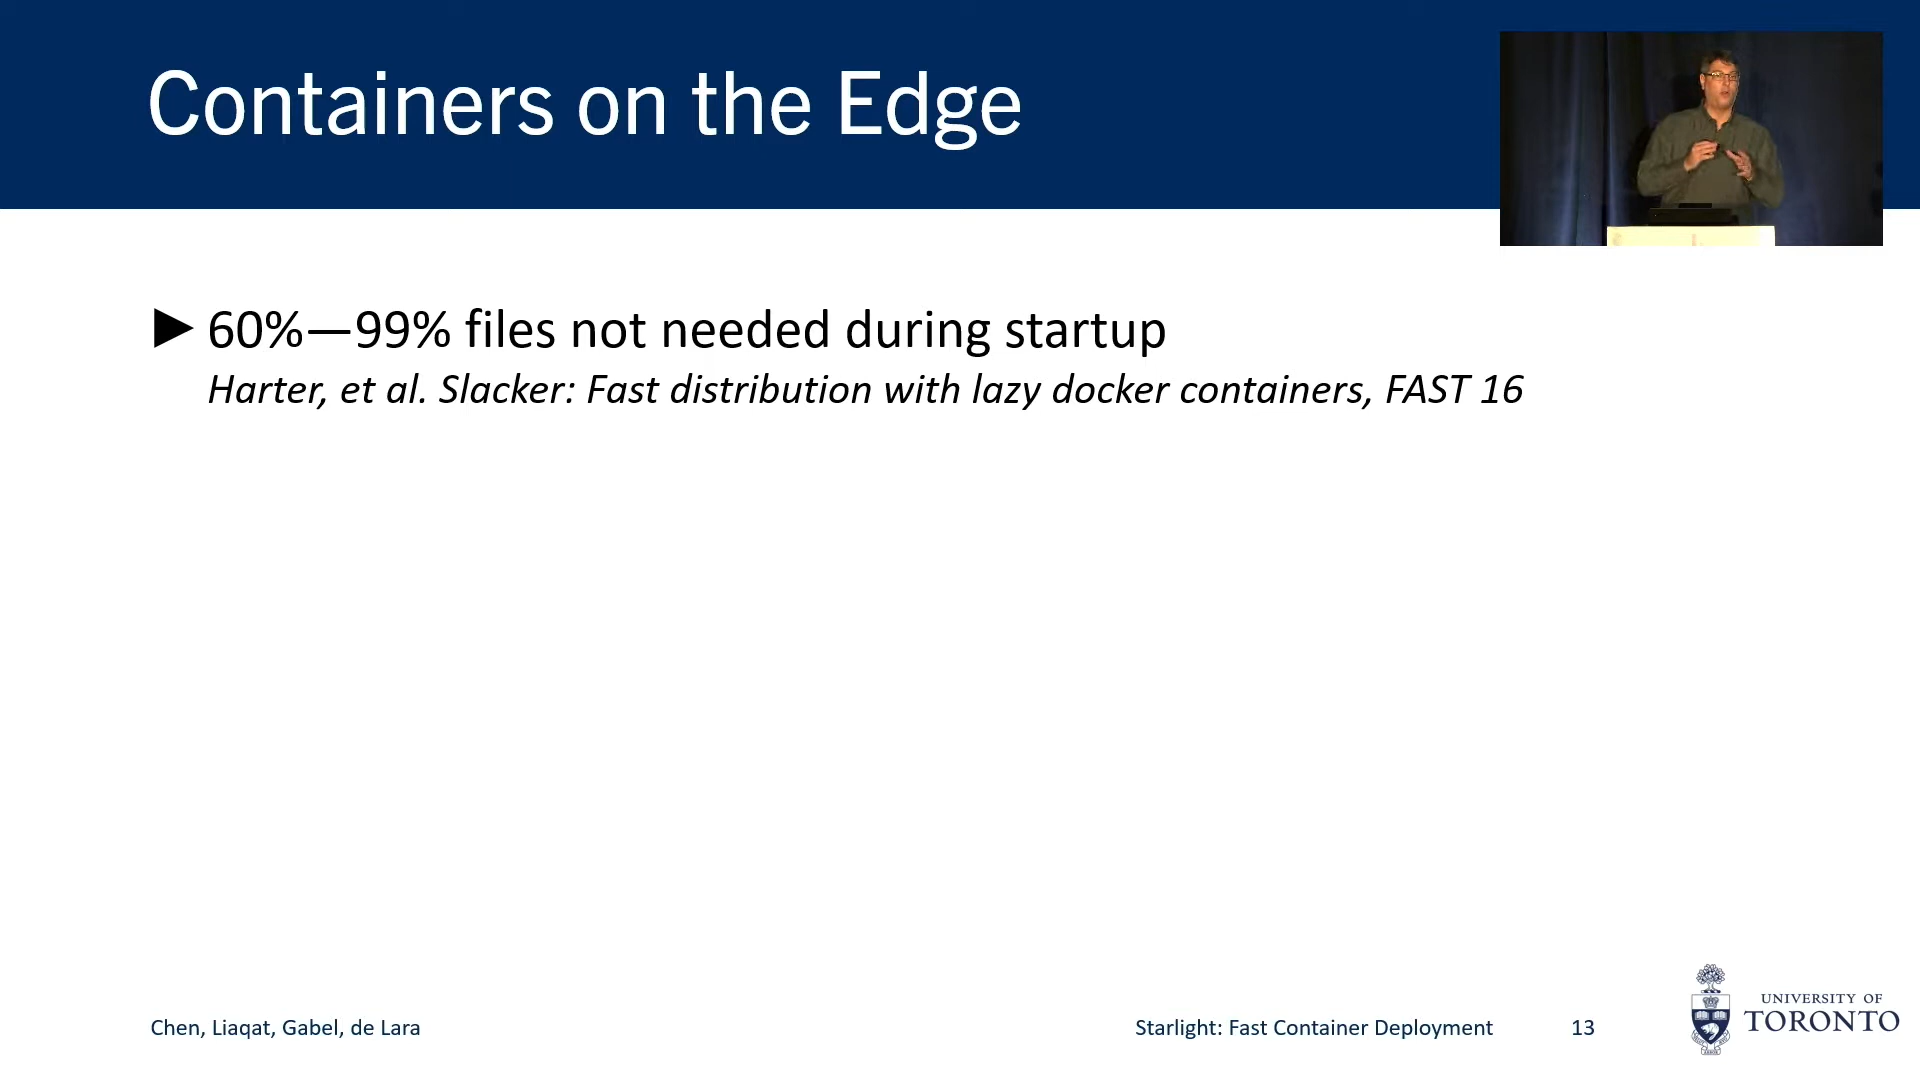 Containers on the Edge
▶ 60%—99% files not needed during startup
Harter, et al. Slacker: Fast distribution with lazy docker containers, FAST 16
Chen, Liaqat, Gabel, de Lara
Starlight: Fast Container Deployment
13
UNIVERSITY OF
TORONTO